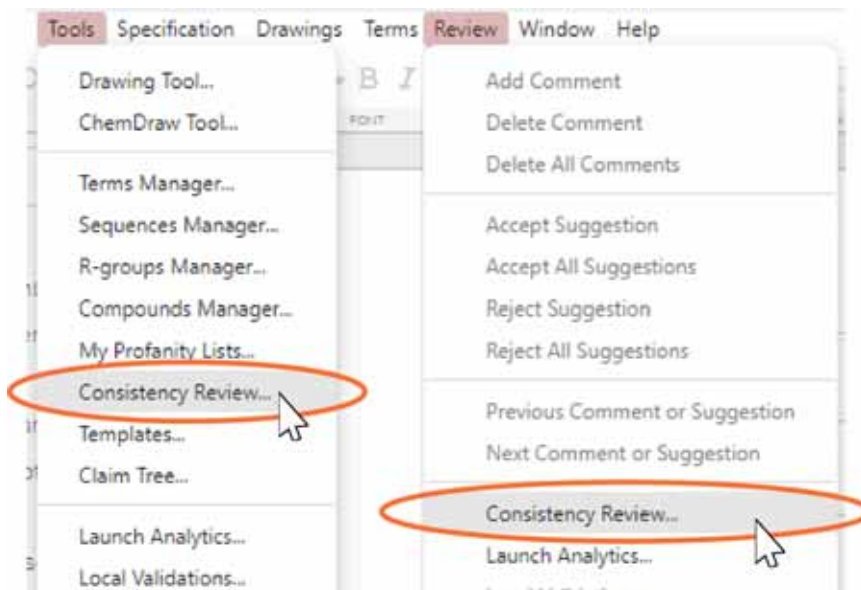 Tools Specification Drawings Terms Review Window Help
Drawing Tool...
ChemDraw Tool...
Terms Manager...
Sequences Manager...
R-groups Manager...
Compounds Manager...
My Profanity Lists...
Consistency Review...
Templates...
Claim Tree...
Launch Analytics...
Local Validations...
B I
FONT
Add Comment
Delete Comment
Delete All Comments
Accept Suggestion
Accept All Suggestions
Reject Suggestion
Reject All Suggestions
Previous Comment or Suggestion
Next Comment or Suggestion
Consistency Review...
Launch Analytics...